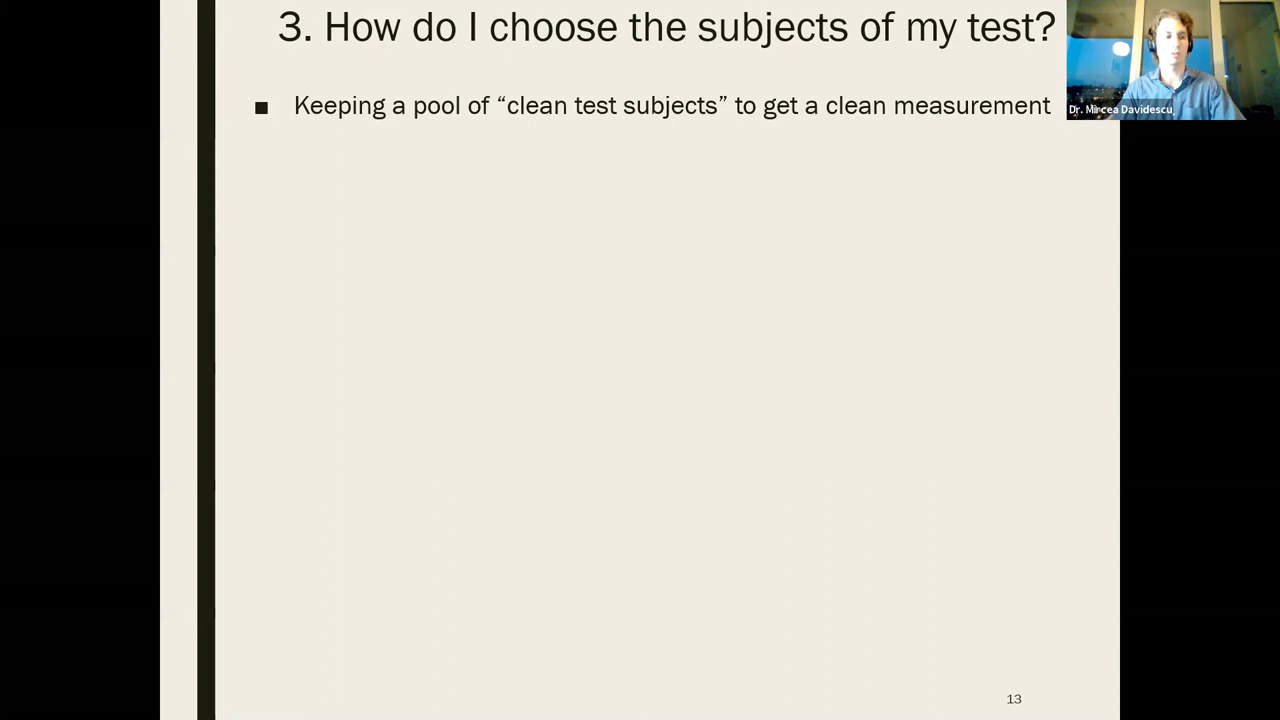 3. How do I choose the subjects of my test?
■ Keeping a pool of “clean test subjects” to get a clean measurement
Dr. Mircea Davidescu
13